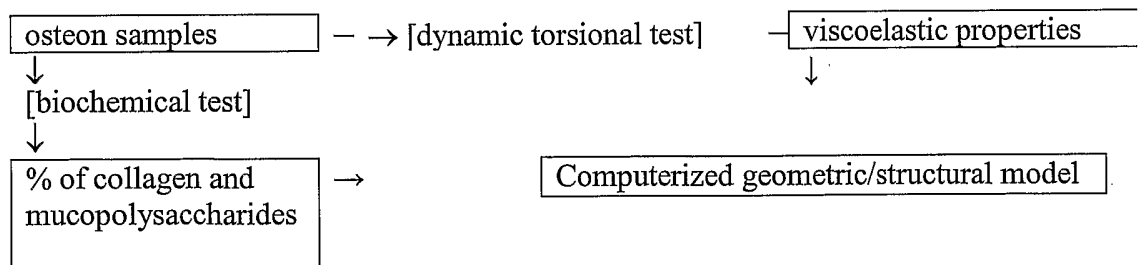 osteon samples – → [dynamic torsional test] – viscoelastic properties
↓ ↓
[biochemical test]
↓
% of collagen and → Computerized geometric/structural model
mucopolysaccharides